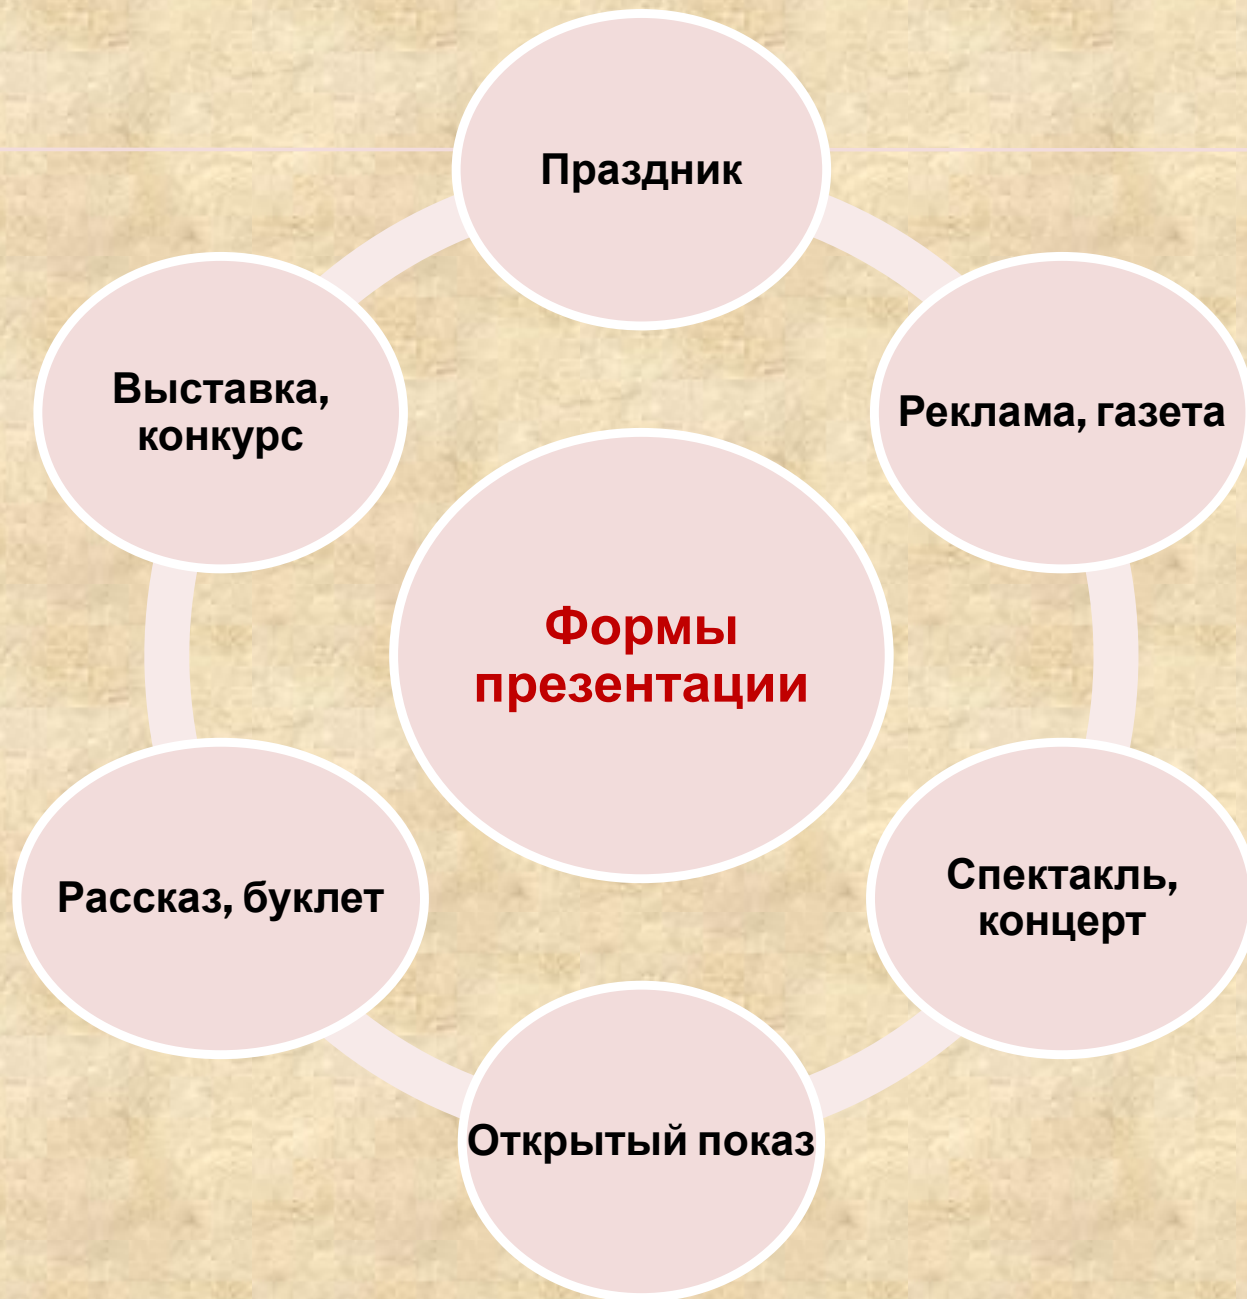 Праздник
Выставка,
конкурс
Реклама, газета
Формы
презентации
Рассказ, буклет
Спектакль,
концерт
Открытый показ